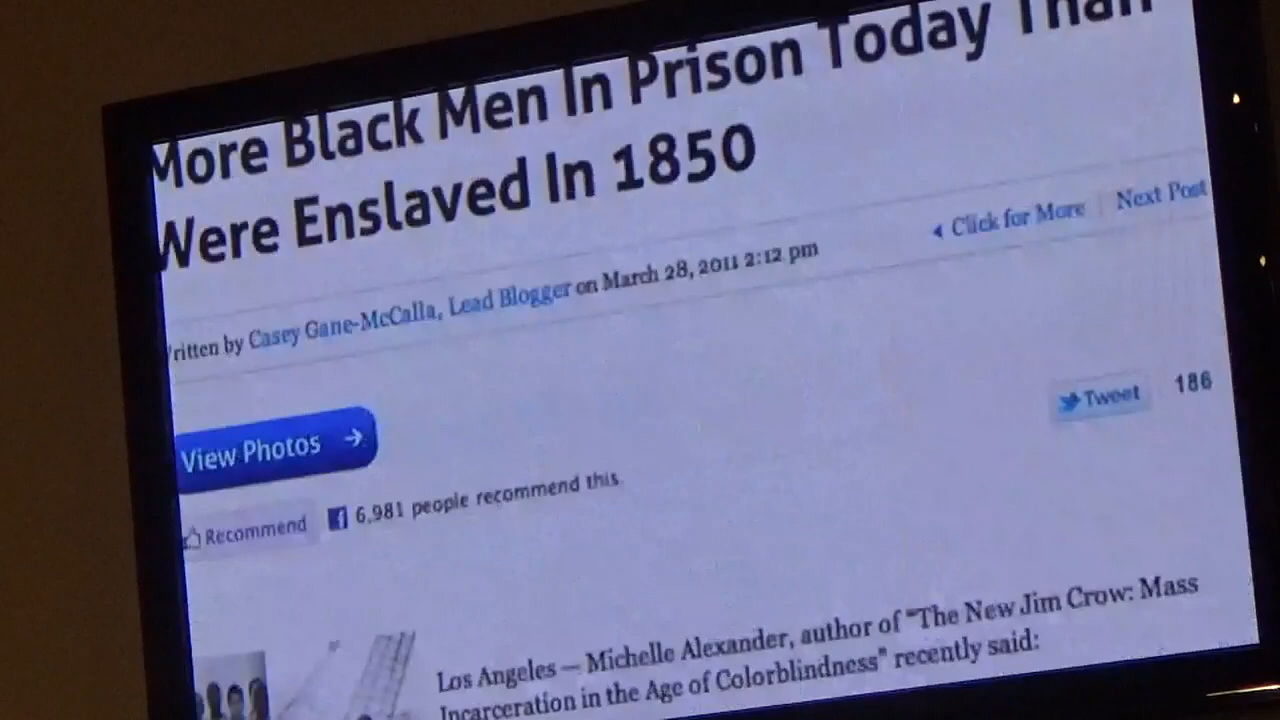 More Black Men In Prison Today Than
Were Enslaved In 1850
ritten by Casey Gane-McCalla, Lead Blogger on March 28, 2011 2:12 pm
Click for More | Next Post
View Photos →
Tweet 186
Recommend 6,981 people recommend this.
Los Angeles — Michelle Alexander, author of "The New Jim Crow: Mass
Incarceration in the Age of Colorblindness" recently said: